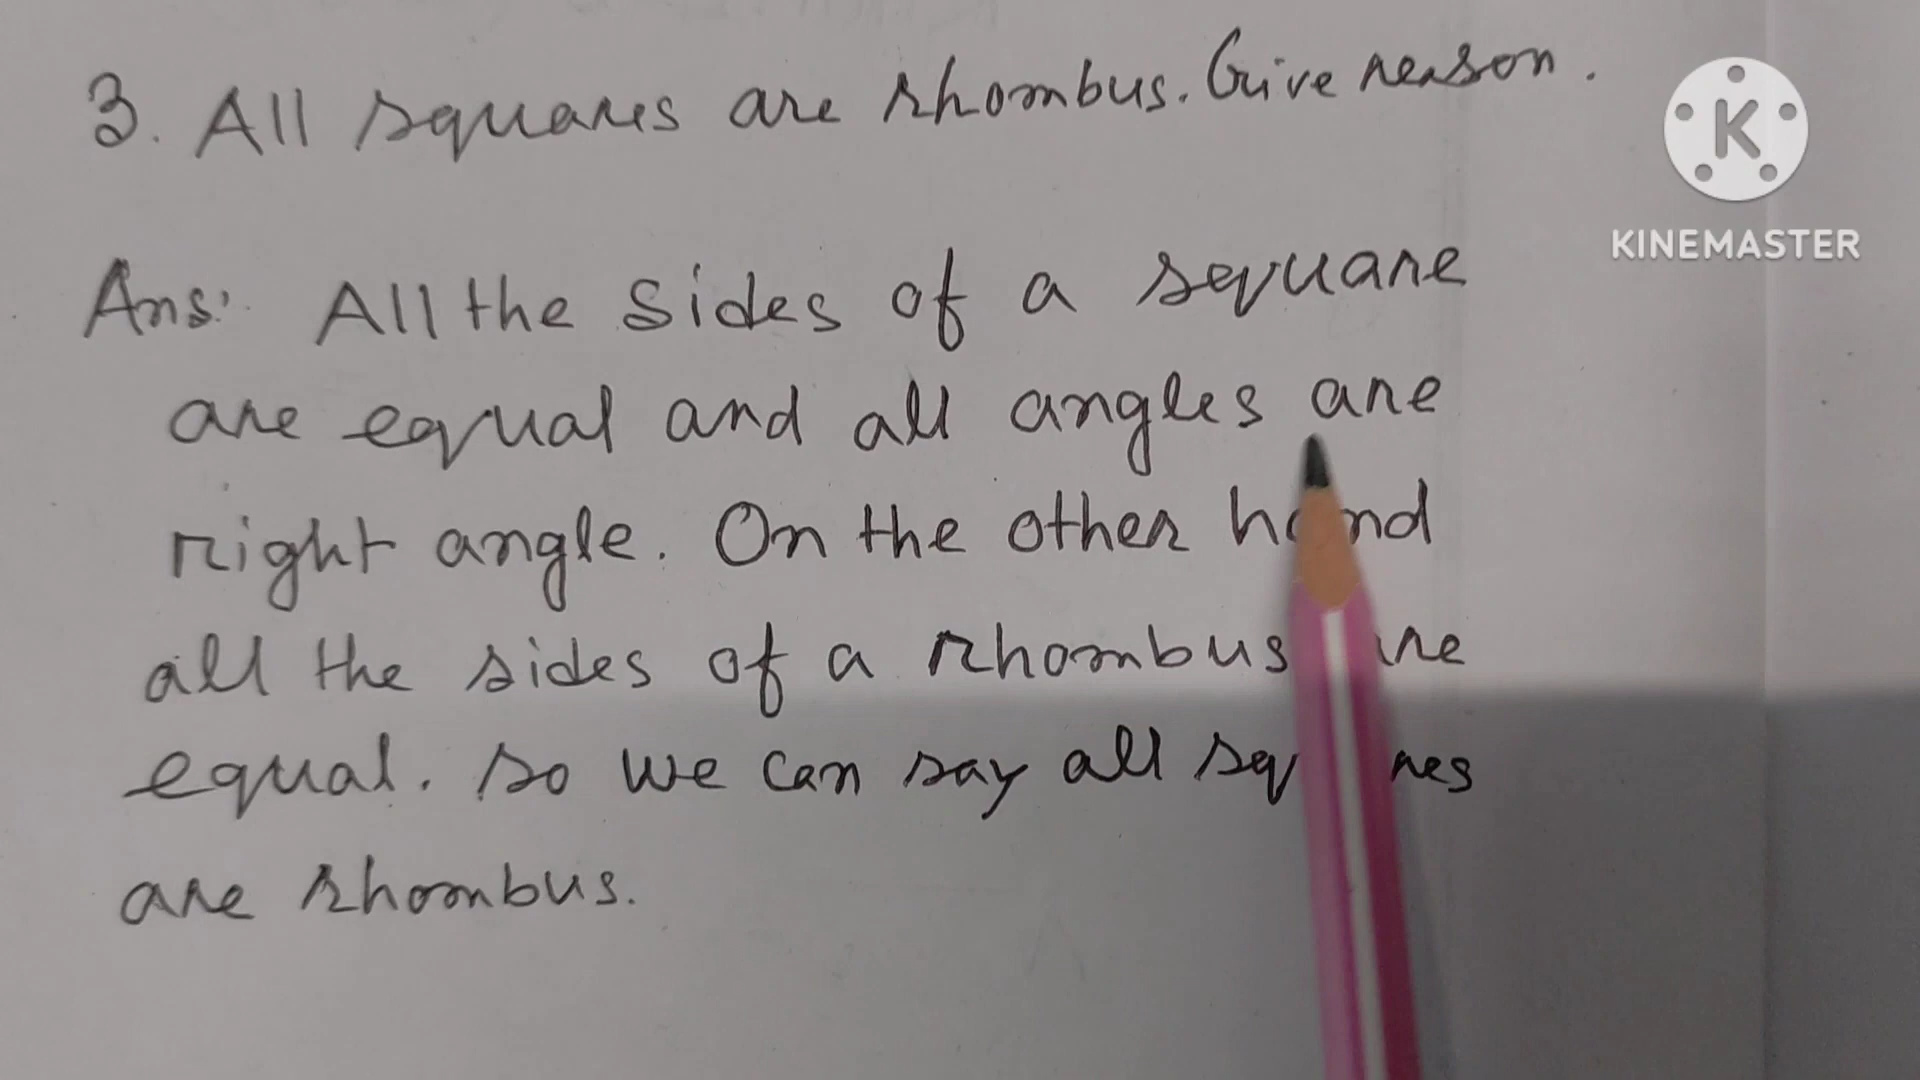 3. All squares are rhombus. Give reason.
K
KINEMASTER
Ans: All the sides of a square
are equal and all angles are
right angle. On the other hand
all the sides of a rhombus are
equal. so we can say all squares
are rhombus.